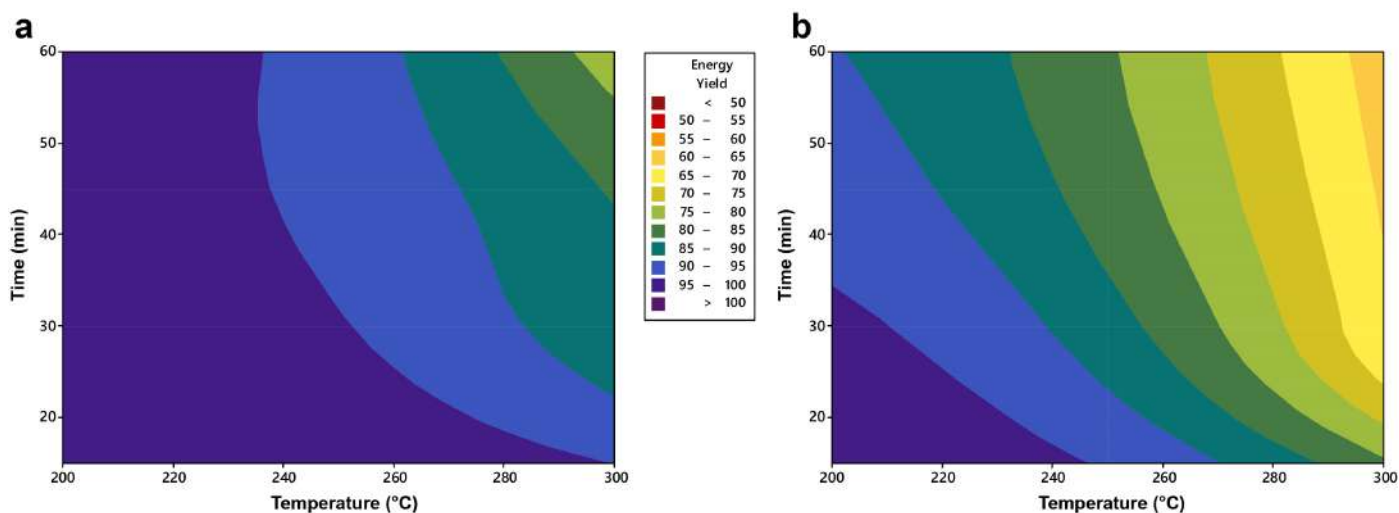 a
60
50
40
30
20
Time (min)
200 220 240 260 280 300
Temperature (°C)
Energy
Yield
< 50
50 – 55
55 – 60
60 – 65
65 – 70
70 – 75
75 – 80
80 – 85
85 – 90
90 – 95
95 – 100
> 100
b
60
50
40
30
20
Time (min)
200 220 240 260 280 300
Temperature (°C)